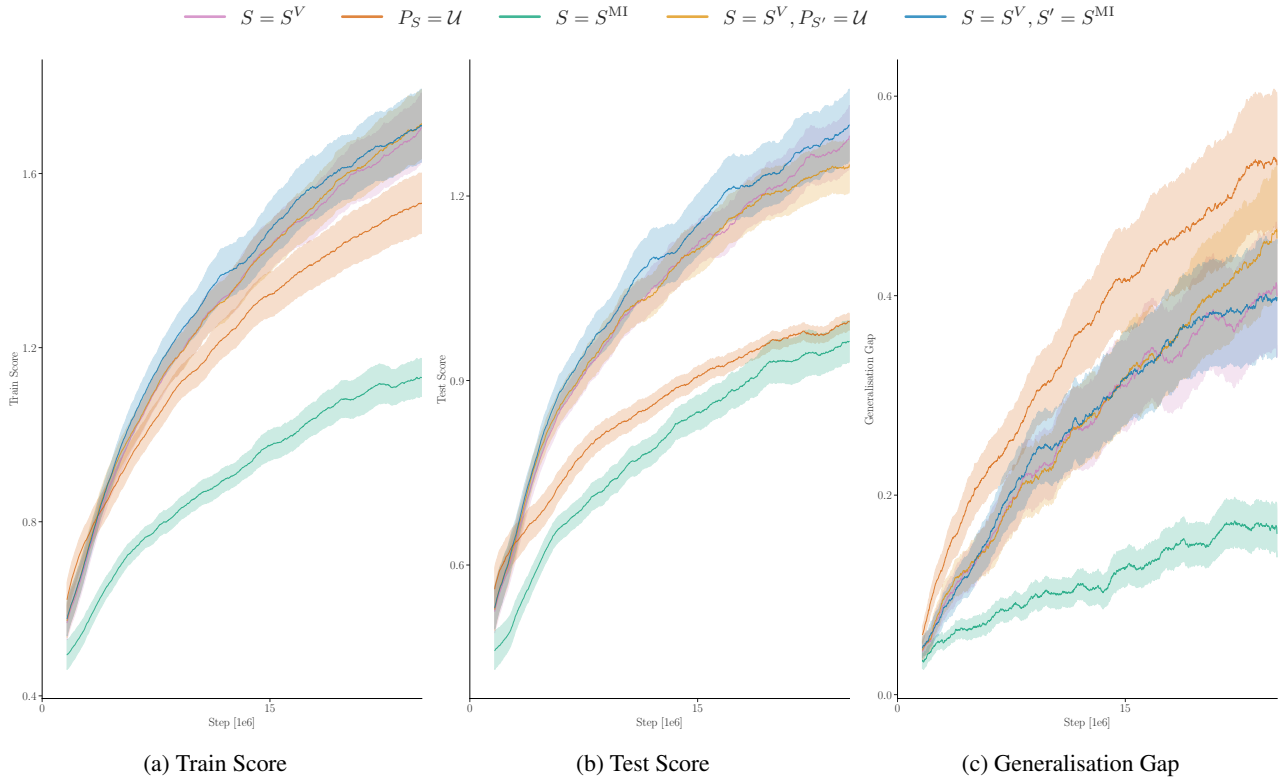 S = S^V   P_S = 𝒰   S = S^MI   S = S^V, P_S′ = 𝒰   S = S^V, S′ = S^MI
1.6
1.2
0.8
0.4
0
15
Train Score
Step [1e6]
(a) Train Score
1.2
0.9
0.6
0
15
Test Score
Step [1e6]
(b) Test Score
0.6
0.4
0.2
0.0
0
15
Generalisation Gap
Step [1e6]
(c) Generalisation Gap